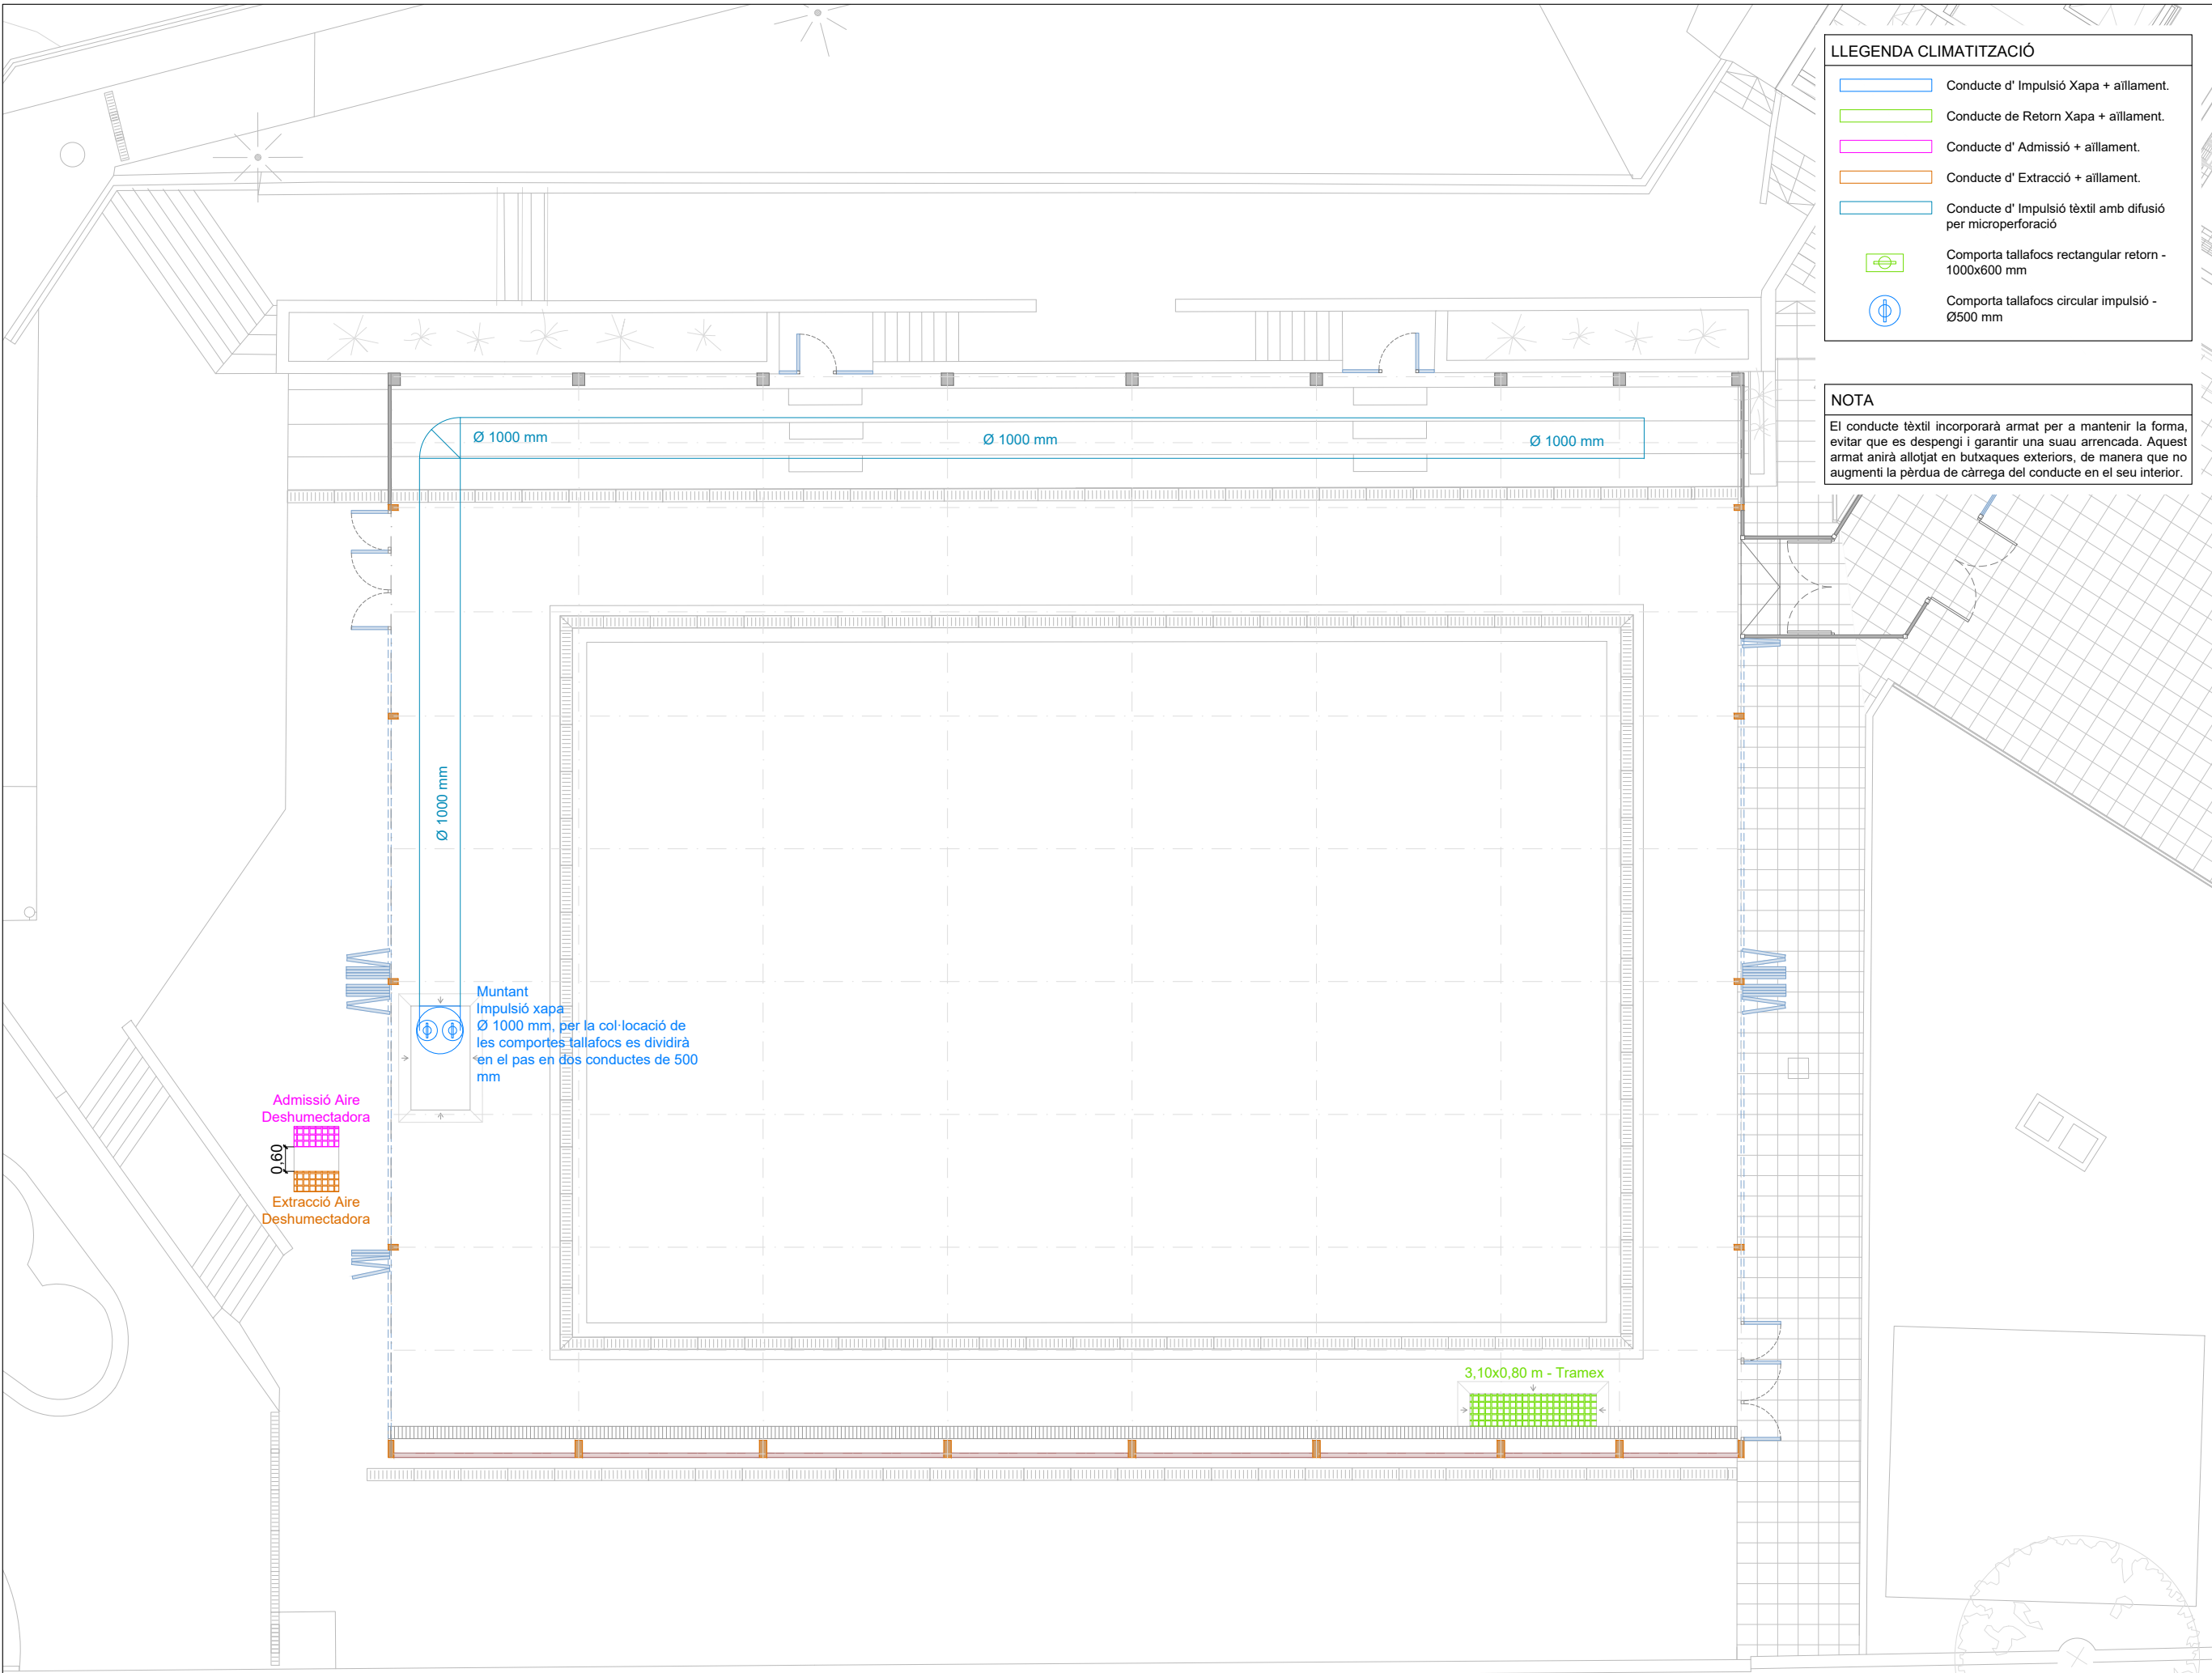 LLEGENDA CLIMATITZACIÓ
Conducte d' Impulsió Xapa + aïllament.
Conducte de Retorn Xapa + aïllament.
Conducte d' Admissió + aïllament.
Conducte d' Extracció + aïllament.
Conducte d' Impulsió tèxtil amb difusió
per microperforació
Comporta tallafocs rectangular retorn -
1000x600 mm
Comporta tallafocs circular impulsió -
Ø500 mm
NOTA
El conducte tèxtil incorporarà armat per a mantenir la forma,
evitar que es despengi i garantir una suau arrencada. Aquest
armat anirà allotjat en butxaques exteriors, de manera que no
augmenti la pèrdua de càrrega del conducte en el seu interior.
Ø 1000 mm
Ø 1000 mm
Ø 1000 mm
Ø 1000 mm
Muntant
Impulsió xapa
Ø 1000 mm, per la col·locació de
les comportes tallafocs es dividirà
en el pas en dos conductes de 500
mm
Admissió Aire
Deshumectadora
0,60
Extracció Aire
Deshumectadora
3,10x0,80 m - Tramex